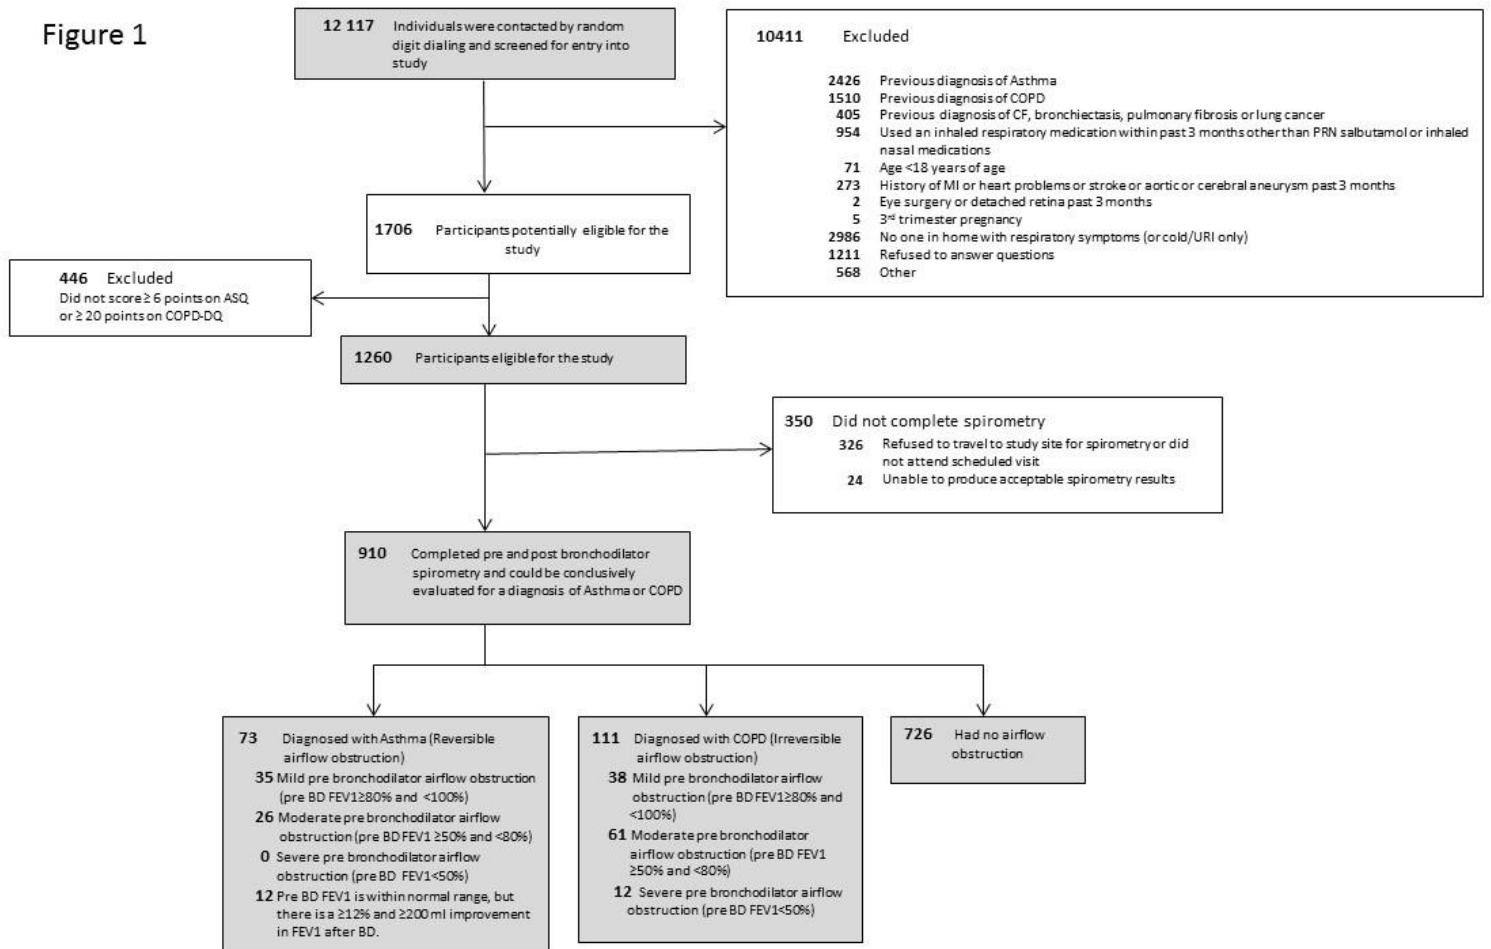 Figure 1
12 117 Individuals were contacted by random
digit dialing and screened for entry into
study
10411 Excluded
2426 Previous diagnosis of Asthma
1510 Previous diagnosis of COPD
405 Previous diagnosis of CF, bronchiectasis, pulmonary fibrosis or lung cancer
954 Used an inhaled respiratory medication within past 3 months other than PRN salbutamol or inhaled
nasal medications
71 Age <18 years of age
273 History of MI or heart problems or stroke or aortic or cerebral aneurysm past 3 months
2 Eye surgery or detached retina past 3 months
5 3rd trimester pregnancy
2986 No one in home with respiratory symptoms (or cold/URI only)
1211 Refused to answer questions
568 Other
1706 Participants potentially eligible for the
study
446 Excluded
Did not score ≥ 6 points on ASQ
or ≥ 20 points on COPD-DQ
1260 Participants eligible for the study
350 Did not complete spirometry
326 Refused to travel to study site for spirometry or did
not attend scheduled visit
24 Unable to produce acceptable spirometry results
910 Completed pre and post bronchodilator
spirometry and could be conclusively
evaluated for a diagnosis of Asthma or COPD
73 Diagnosed with Asthma (Reversible
airflow obstruction)
35 Mild pre bronchodilator airflow obstruction
(pre BD FEV1≥80% and <100%)
26 Moderate pre bronchodilator airflow
obstruction (pre BD FEV1 ≥50% and <80%)
0 Severe pre bronchodilator airflow
obstruction (pre BD FEV1<50%)
12 Pre BD FEV1 is within normal range, but
there is a ≥12% and ≥200 ml improvement
in FEV1 after BD.
111 Diagnosed with COPD (Irreversible
airflow obstruction)
38 Mild pre bronchodilator airflow
obstruction (pre BD FEV1≥80% and
<100%)
61 Moderate pre bronchodilator
airflow obstruction (pre BD FEV1
≥50% and <80%)
12 Severe pre bronchodilator airflow
obstruction (pre BD FEV1<50%)
726 Had no airflow
obstruction